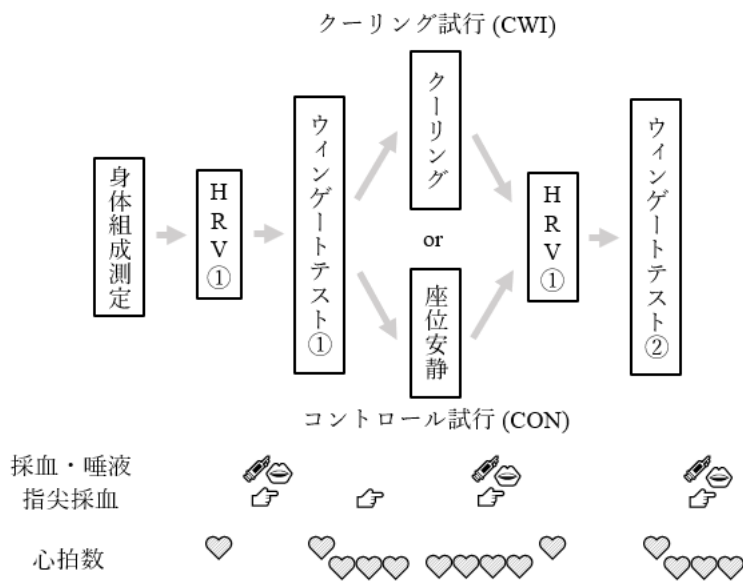 クーリング試行 (CWI)
身体組成測定
HRV①
ウィンゲートテスト①
クーリング
or
座位安静
HRV①
ウィンゲートテスト②
コントロール試行 (CON)
採血・唾液
指尖採血
心拍数